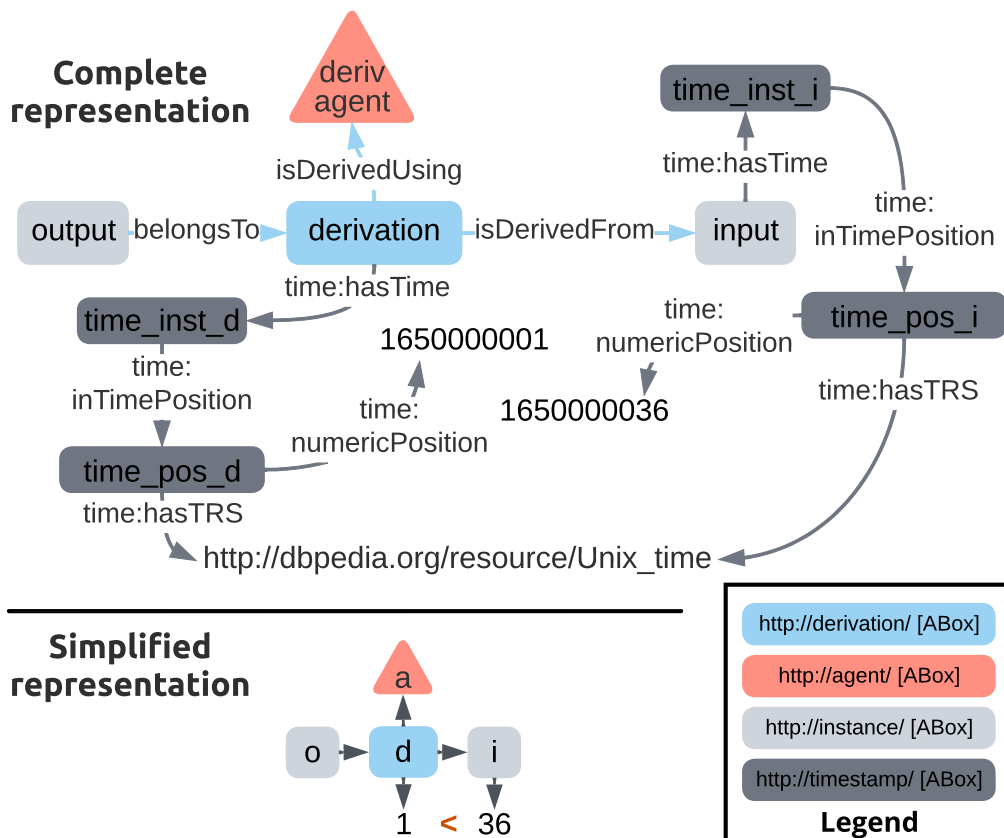 Complete
representation
deriv
agent
time_inst_i
isDerivedUsing
time:hasTime
output
belongsTo
derivation
isDerivedFrom
input
time:
inTimePosition
time:hasTime
time_inst_d
time:
numericPosition
time_pos_i
1650000001
time:
inTimePosition
time:hasTRS
time:
numericPosition
1650000036
time_pos_d
time:hasTRS
http://dbpedia.org/resource/Unix_time
Simplified
representation
a
o
d
i
1 < 36
http://derivation/ [ABox]
http://agent/ [ABox]
http://instance/ [ABox]
http://timestamp/ [ABox]
Legend